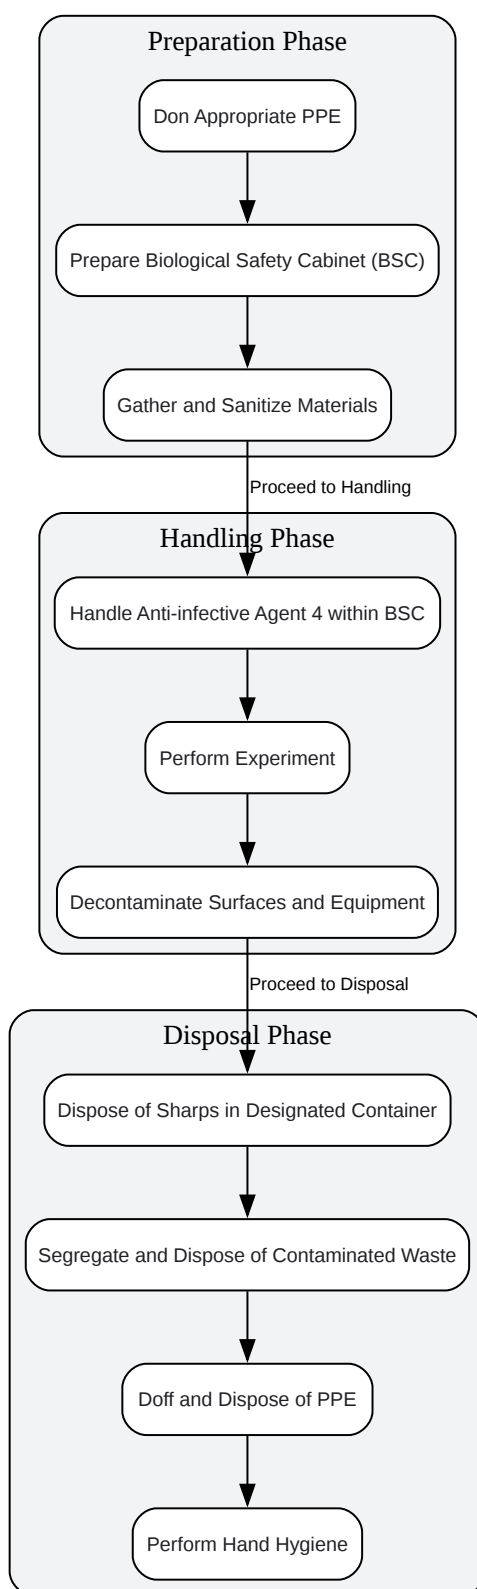 Preparation Phase
Don Appropriate PPE
Prepare Biological Safety Cabinet (BSC)
Gather and Sanitize Materials
Proceed to Handling
Handling Phase
Handle Anti-infective Agent 4 within BSC
Perform Experiment
Decontaminate Surfaces and Equipment
Proceed to Disposal
Disposal Phase
Dispose of Sharps in Designated Container
Segregate and Dispose of Contaminated Waste
Doff and Dispose of PPE
Perform Hand Hygiene